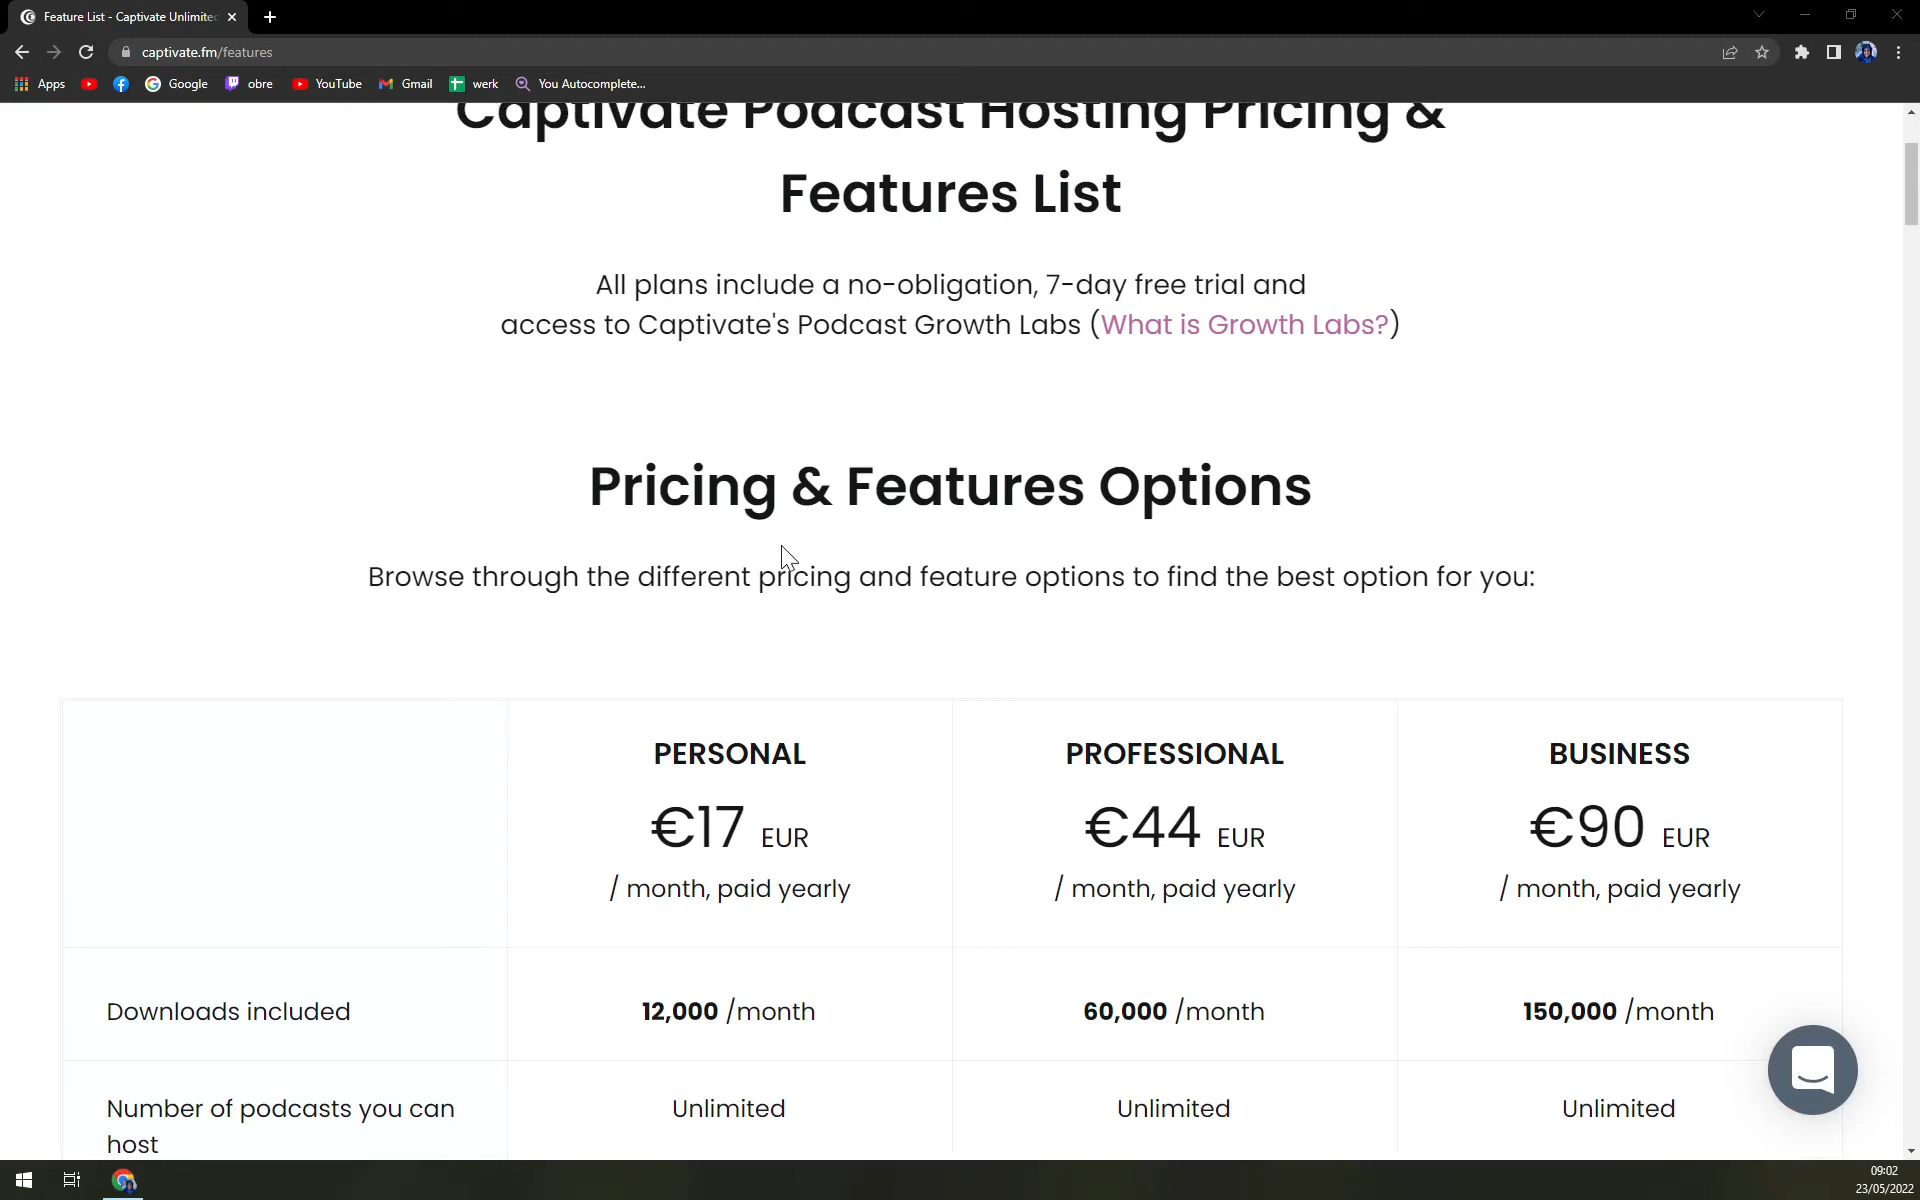 Feature List - Captivate Unlimited
captivate.fm/features
Apps
Google
obre
YouTube
Gmail
werk
You Autocomplete...
Captivate Podcast Hosting Pricing &
Features List
All plans include a no-obligation, 7-day free trial and
access to Captivate's Podcast Growth Labs (What is Growth Labs?)
Pricing & Features Options
Browse through the different pricing and feature options to find the best option for you:
PERSONAL PROFESSIONAL BUSINESS
€17 EUR €44 EUR €90 EUR
/ month, paid yearly / month, paid yearly / month, paid yearly
Downloads included 12,000 /month 60,000 /month 150,000 /month
Number of podcasts you can Unlimited Unlimited Unlimited
host
09:02
23/05/2022